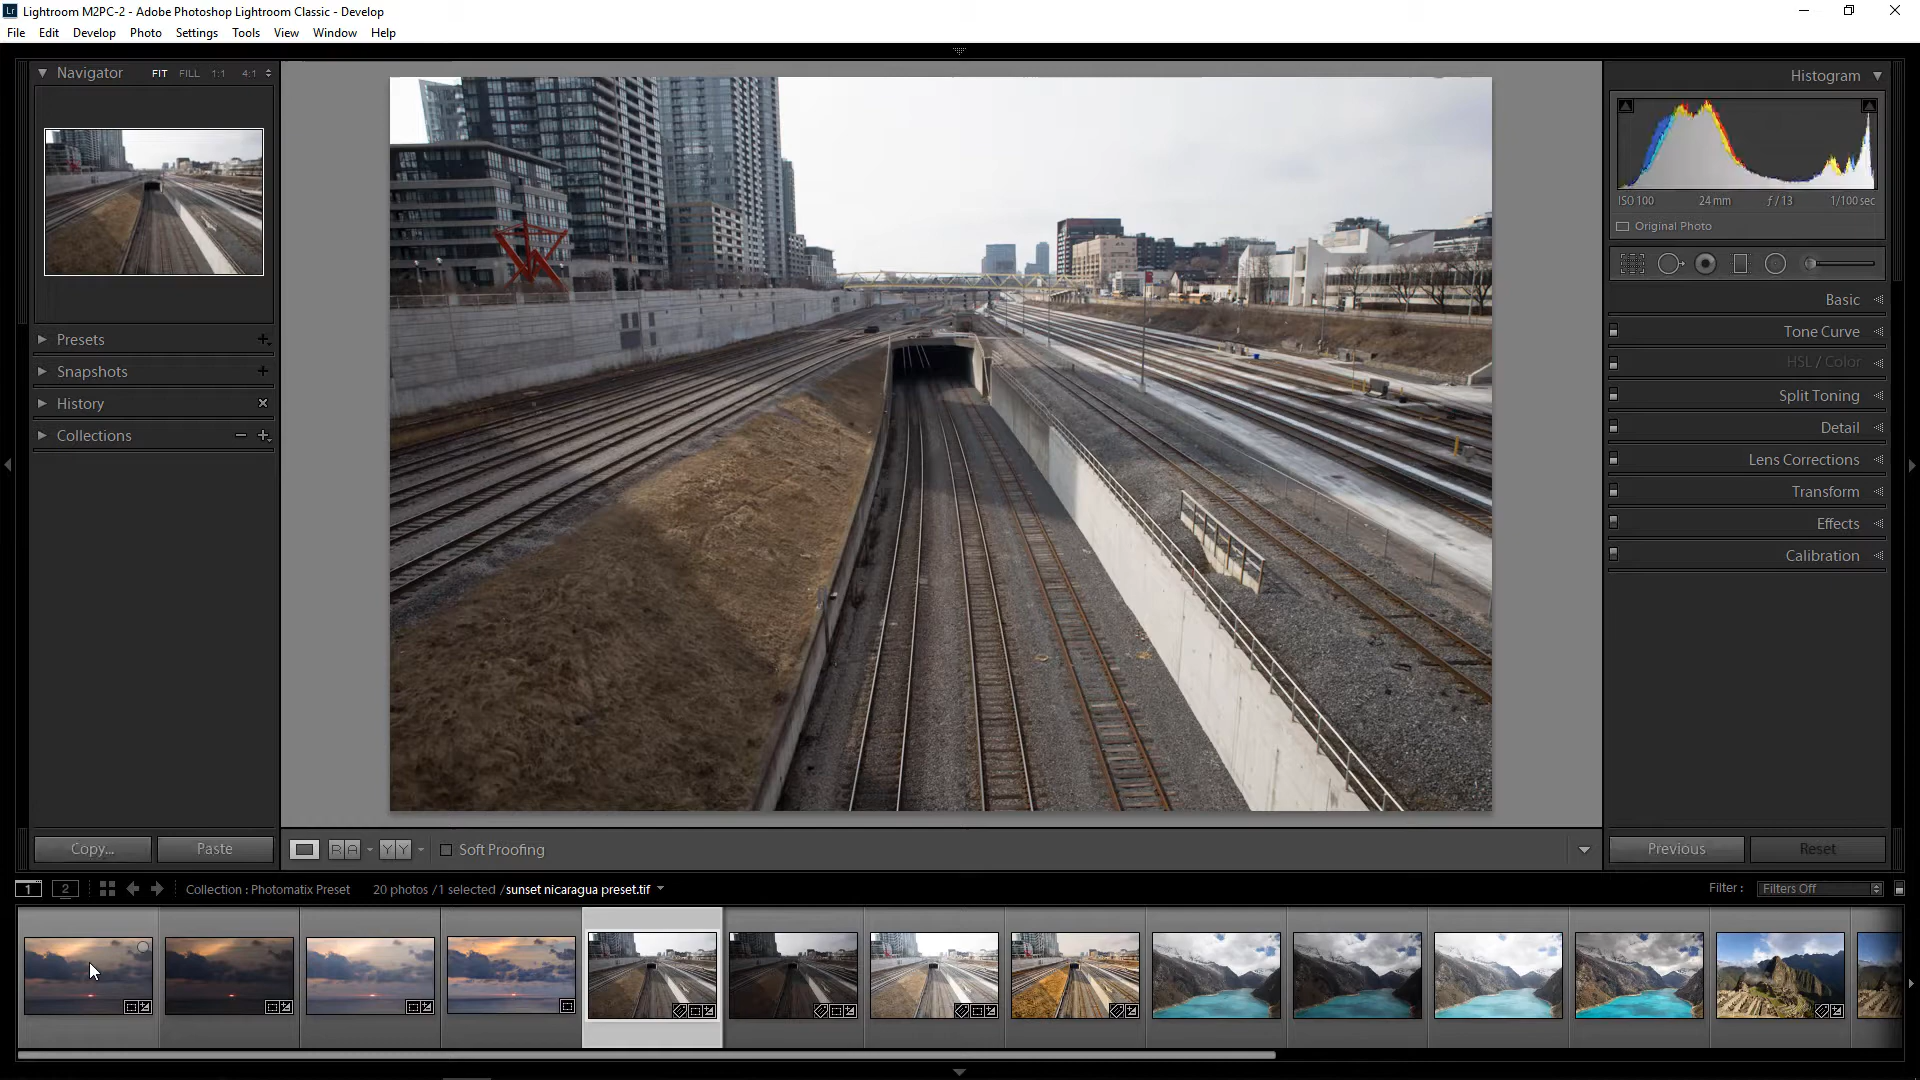 Lr Lightroom M2PC-2 - Adobe Photoshop Lightroom Classic - Develop
File Edit Develop Photo Settings Tools View Window Help
Navigator FIT FILL 1:1 4:1
Presets
Snapshots
History
Collections
Copy... Paste
Histogram
ISO 100 24 mm ƒ / 13 1/100 sec
Original Photo
Basic
Tone Curve
HSL / Color
Split Toning
Detail
Lens Corrections
Transform
Effects
Calibration
R A Y Y Soft Proofing
Previous Reset
1 2 Collection : Photomatix Preset 20 photos / 1 selected / sunset nicaragua preset.tif
Filter : Filters Off